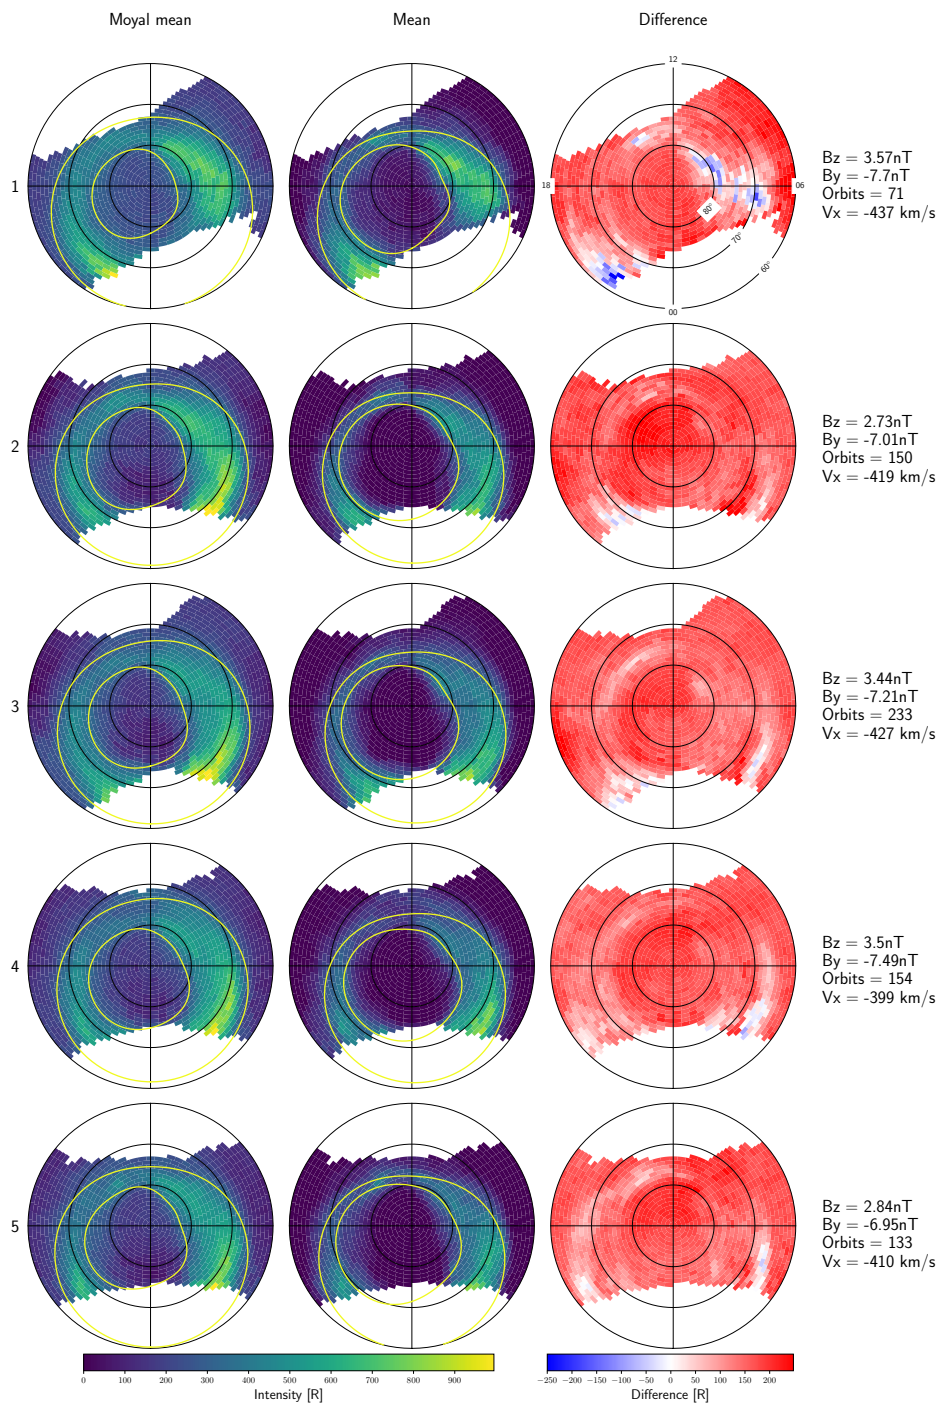 Moyal mean
Mean
Difference
12
18
06
00
80°
70°
60°
1
Bz = 3.57nT
By = -7.7nT
Orbits = 71
Vx = -437 km/s
2
Bz = 2.73nT
By = -7.01nT
Orbits = 150
Vx = -419 km/s
3
Bz = 3.44nT
By = -7.21nT
Orbits = 233
Vx = -427 km/s
4
Bz = 3.5nT
By = -7.49nT
Orbits = 154
Vx = -399 km/s
5
Bz = 2.84nT
By = -6.95nT
Orbits = 133
Vx = -410 km/s
0 100 200 300 400 500 600 700 800 900
Intensity [R]
−250 −200 −150 −100 −50 0 50 100 150 200
Difference [R]